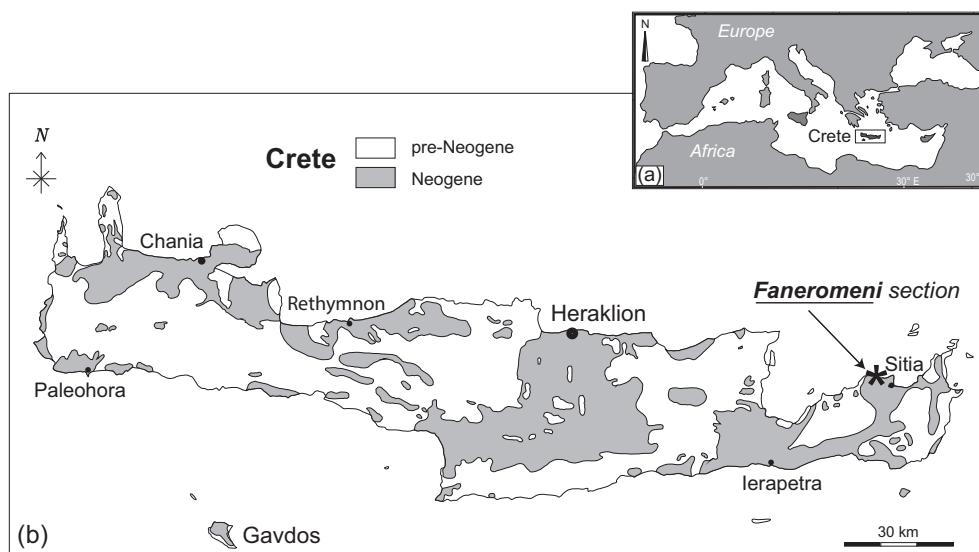 N
Europe
Crete
Africa
(a)
0°
30° E
30°
N
Crete
pre-Neogene
Neogene
Chania
Rethymnon
Heraklion
Faneromeni section
Sitia
Paleohora
Ierapetra
Gavdos
(b)
30 km